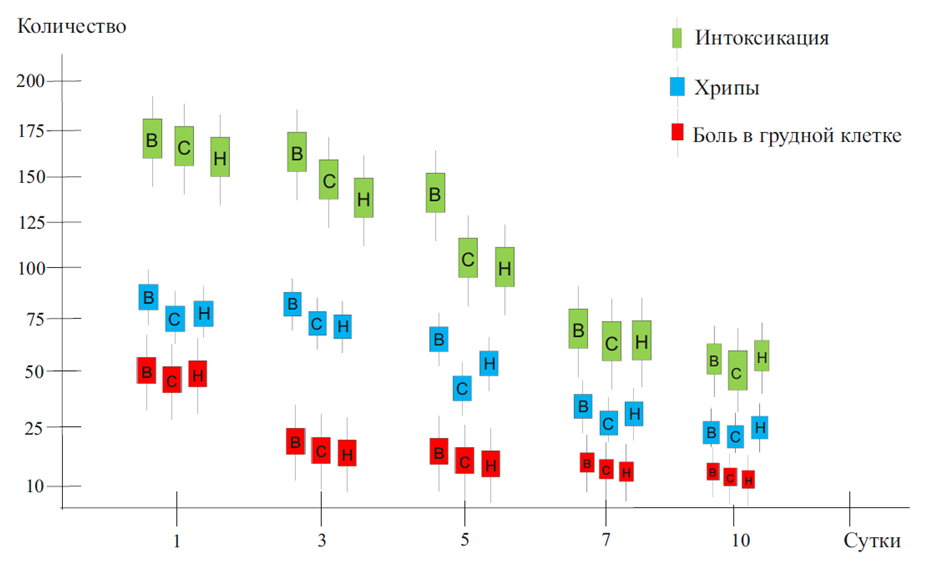 Количество
Интоксикация
Хрипы
Боль в грудной клетке
200
175
150
125
100
75
50
25
10
В С Н В С Н В С Н В С Н В С Н
В С Н В С Н В С Н В С Н В С Н
В С Н В С Н В С Н В С Н В С Н
1 3 5 7 10 Сутки